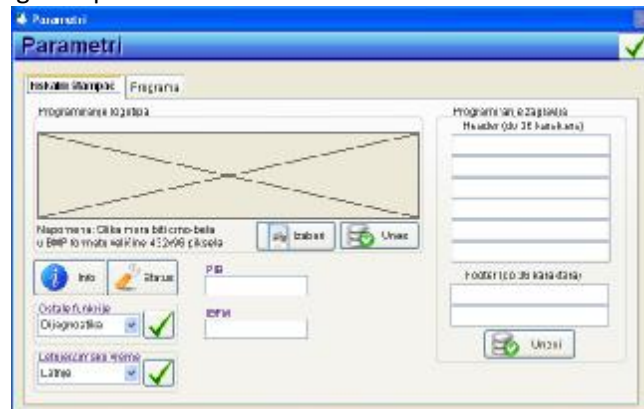 Parametri
Parametri
Fiskalni štampač
Programa
Programiranje logotipa
Napomena: Slika mora biti crno-bela
u BMP formatu veličine 432x96 piksela
Izaberi
Unesi
Info
Status
PIB
Ostale funkcije
Dijagnostika
IBFM
Letnje/zimsko vreme
Letnje
Programiranje zaglavlja
Header (do 36 karaktera)
Footer (do 36 karaktera)
Unesi